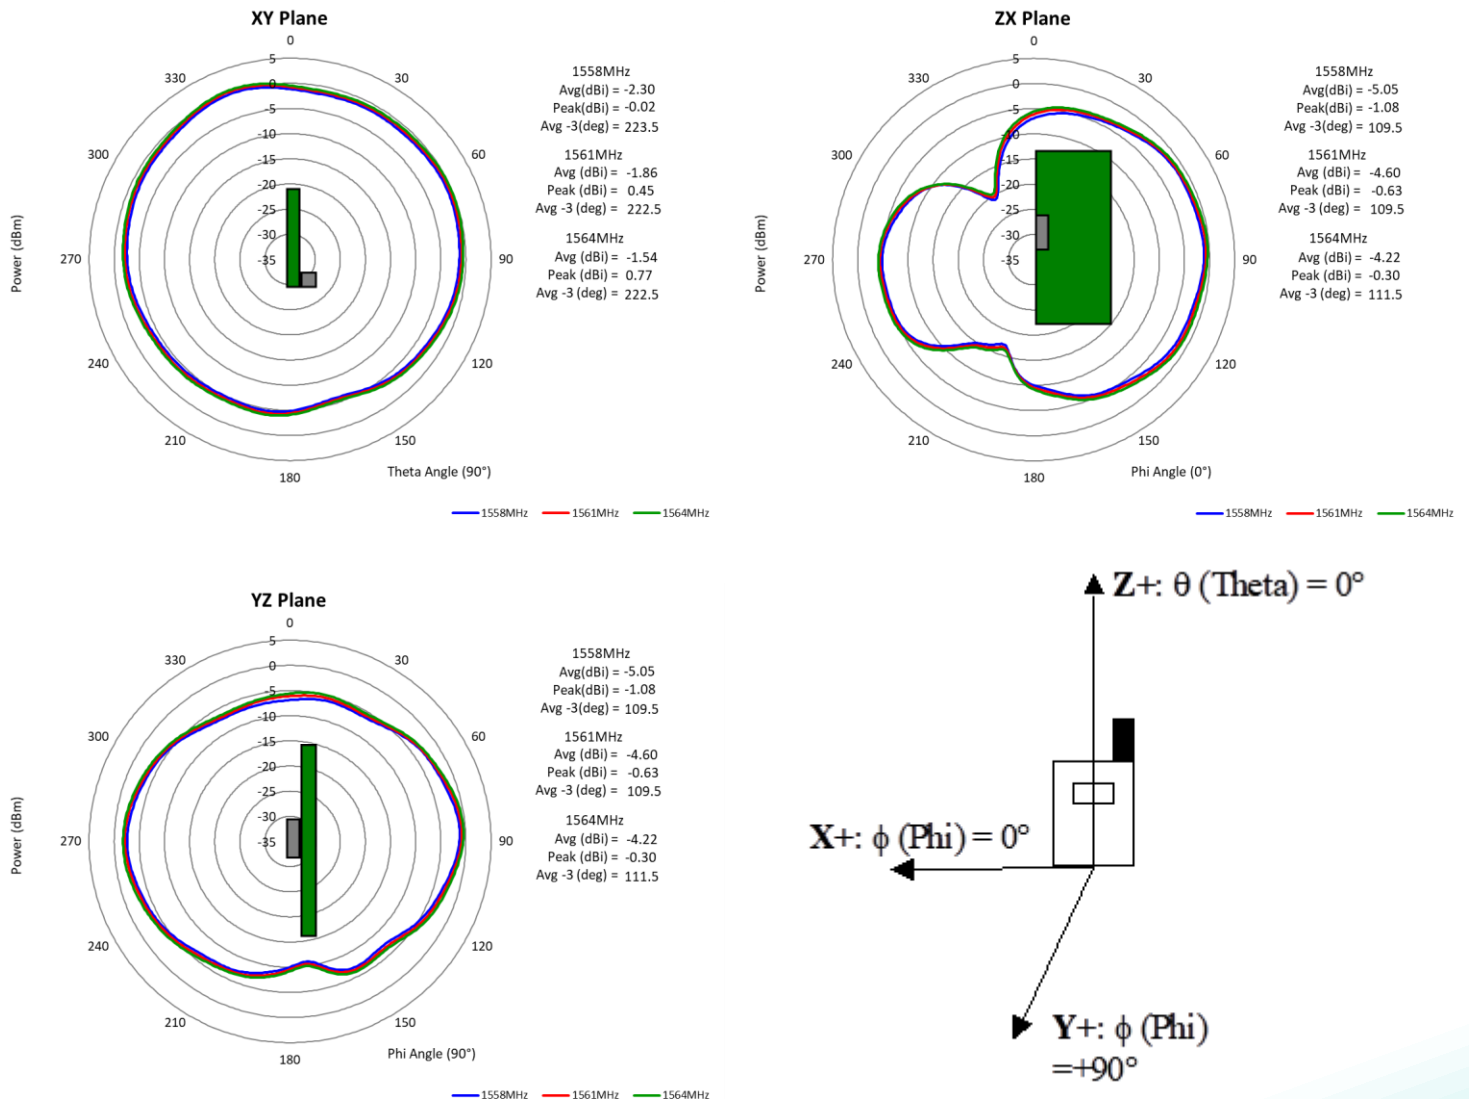 XY Plane
0
5
0
-5
-10
-15
-20
-25
-30
-35
30
60
90
120
150
180
210
240
270
300
330
Power (dBm)
Theta Angle (90°)
1558MHz
Avg(dBi) = -2.30
Peak(dBi) = -0.02
Avg -3(deg) = 223.5
1561MHz
Avg (dBi) = -1.86
Peak (dBi) = 0.45
Avg -3 (deg) = 222.5
1564MHz
Avg (dBi) = -1.54
Peak (dBi) = 0.77
Avg -3 (deg) = 222.5
1558MHz 1561MHz 1564MHz
ZX Plane
0
5
0
-5
-10
-15
-20
-25
-30
-35
30
60
90
120
150
180
210
240
270
300
330
Power (dBm)
Phi Angle (0°)
1558MHz
Avg(dBi) = -5.05
Peak(dBi) = -1.08
Avg -3(deg) = 109.5
1561MHz
Avg (dBi) = -4.60
Peak (dBi) = -0.63
Avg -3 (deg) = 109.5
1564MHz
Avg (dBi) = -4.22
Peak (dBi) = -0.30
Avg -3 (deg) = 111.5
1558MHz 1561MHz 1564MHz
YZ Plane
0
5
0
-5
-10
-15
-20
-25
-30
-35
30
60
90
120
150
180
210
240
270
300
330
Power (dBm)
Phi Angle (90°)
1558MHz
Avg(dBi) = -5.05
Peak(dBi) = -1.08
Avg -3(deg) = 109.5
1561MHz
Avg (dBi) = -4.60
Peak (dBi) = -0.63
Avg -3 (deg) = 109.5
1564MHz
Avg (dBi) = -4.22
Peak (dBi) = -0.30
Avg -3 (deg) = 111.5
1558MHz 1561MHz 1564MHz
Z+: θ (Theta) = 0°
X+: ϕ (Phi) = 0°
Y+: ϕ (Phi)
=+90°